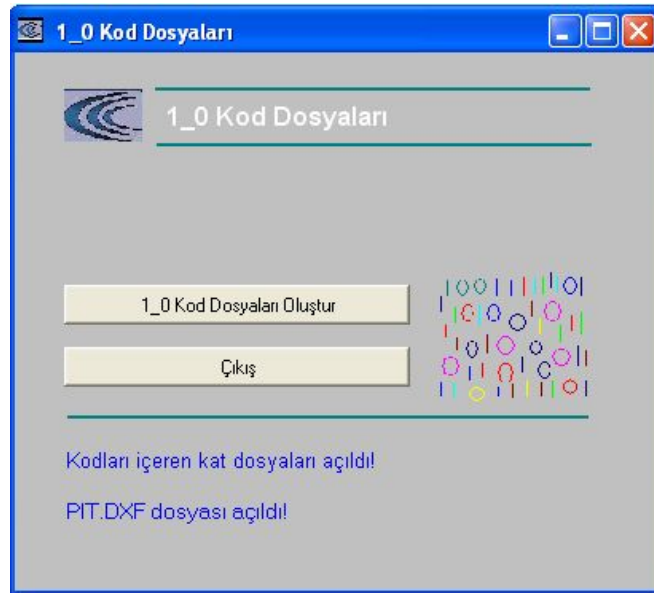 1_0 Kod Dosyaları
1_0 Kod Dosyaları
1_0 Kod Dosyaları Oluştur
Çıkış
Kodları içeren kat dosyaları açıldı!
PIT.DXF dosyası açıldı!